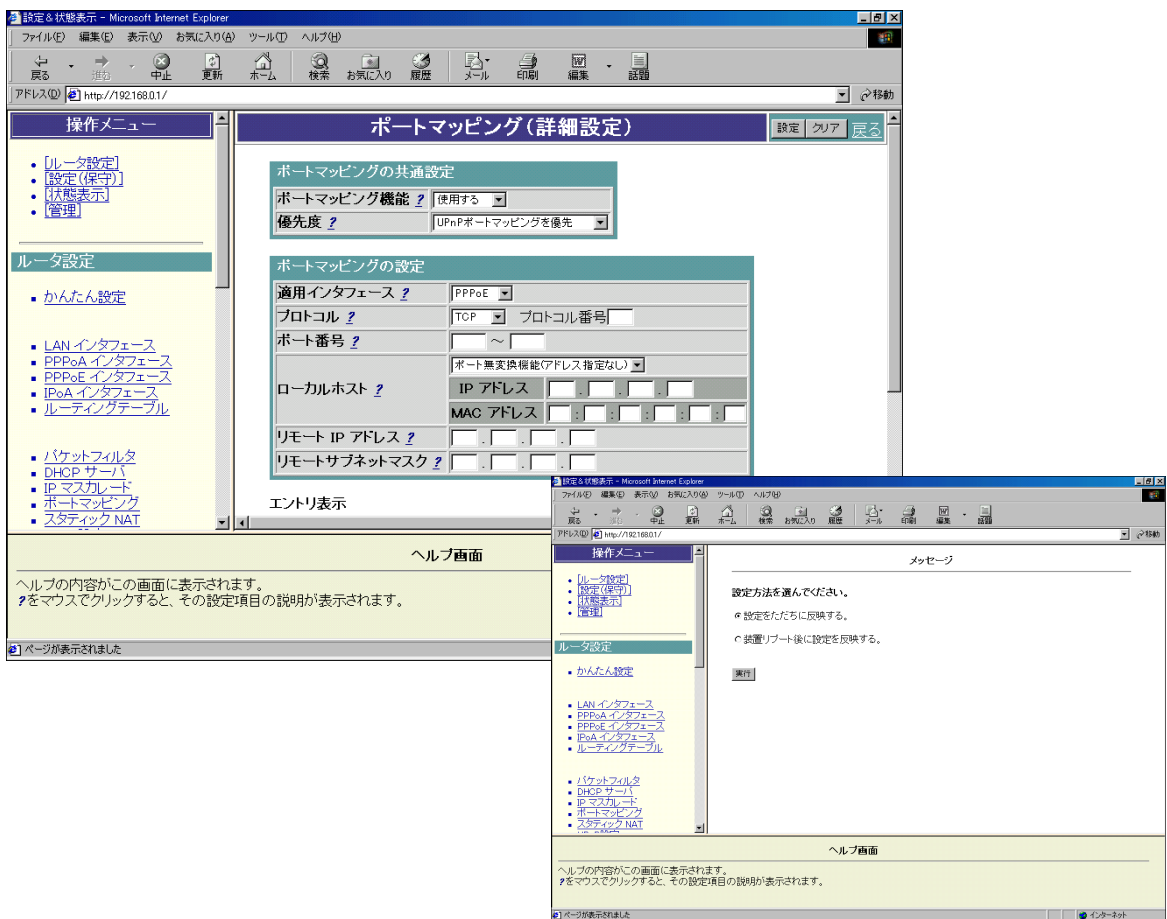 設定＆状態表示 - Microsoft Internet Explorer
ファイル(F) 編集(E) 表示(V) お気に入り(A) ツール(T) ヘルプ(H)
戻る 進む 中止 更新 ホーム 検索 お気に入り 履歴 メール 印刷 編集 話題
アドレス(D) http://192.168.0.1/ 移動
操作メニュー
[ルータ設定]
[設定(保守)]
[状態表示]
[管理]
ルータ設定
かんたん設定
LAN インタフェース
PPPoA インタフェース
PPPoE インタフェース
IPoA インタフェース
ルーティングテーブル
パケットフィルタ
DHCP サーバ
IP マスカレード
ポートマッピング
スタティック NAT
ポートマッピング(詳細設定) 設定 クリア 戻る
ポートマッピングの共通設定
ポートマッピング機能 ? 使用する
優先度 ? UPnPポートマッピングを優先
ポートマッピングの設定
適用インタフェース ? PPPoE
プロトコル ? TCP プロトコル番号
ポート番号 ? ～
ローカルホスト ? ポート無変換機能(アドレス指定なし)
IP アドレス . . .
MAC アドレス : : : : :
リモート IP アドレス ? . . .
リモートサブネットマスク ? . . .
エントリ表示
ヘルプ画面
ヘルプの内容がこの画面に表示されます。
?をマウスでクリックすると、その設定項目の説明が表示されます。
ページが表示されました
設定＆状態表示 - Microsoft Internet Explorer
ファイル(F) 編集(E) 表示(V) お気に入り(A) ツール(T) ヘルプ(H)
戻る 進む 中止 更新 ホーム 検索 お気に入り 履歴 メール 印刷 編集 話題
アドレス(D) http://192.168.0.1/ 移動
操作メニュー
[ルータ設定]
[設定(保守)]
[状態表示]
[管理]
ルータ設定
かんたん設定
LAN インタフェース
PPPoA インタフェース
PPPoE インタフェース
IPoA インタフェース
ルーティングテーブル
パケットフィルタ
DHCP サーバ
IP マスカレード
ポートマッピング
スタティック NAT
メッセージ
設定方法を選んでください。
設定をただちに反映する。
装置リブート後に設定を反映する。
実行
ヘルプ画面
ヘルプの内容がこの画面に表示されます。
?をマウスでクリックすると、その設定項目の説明が表示されます。
ページが表示されました インターネット